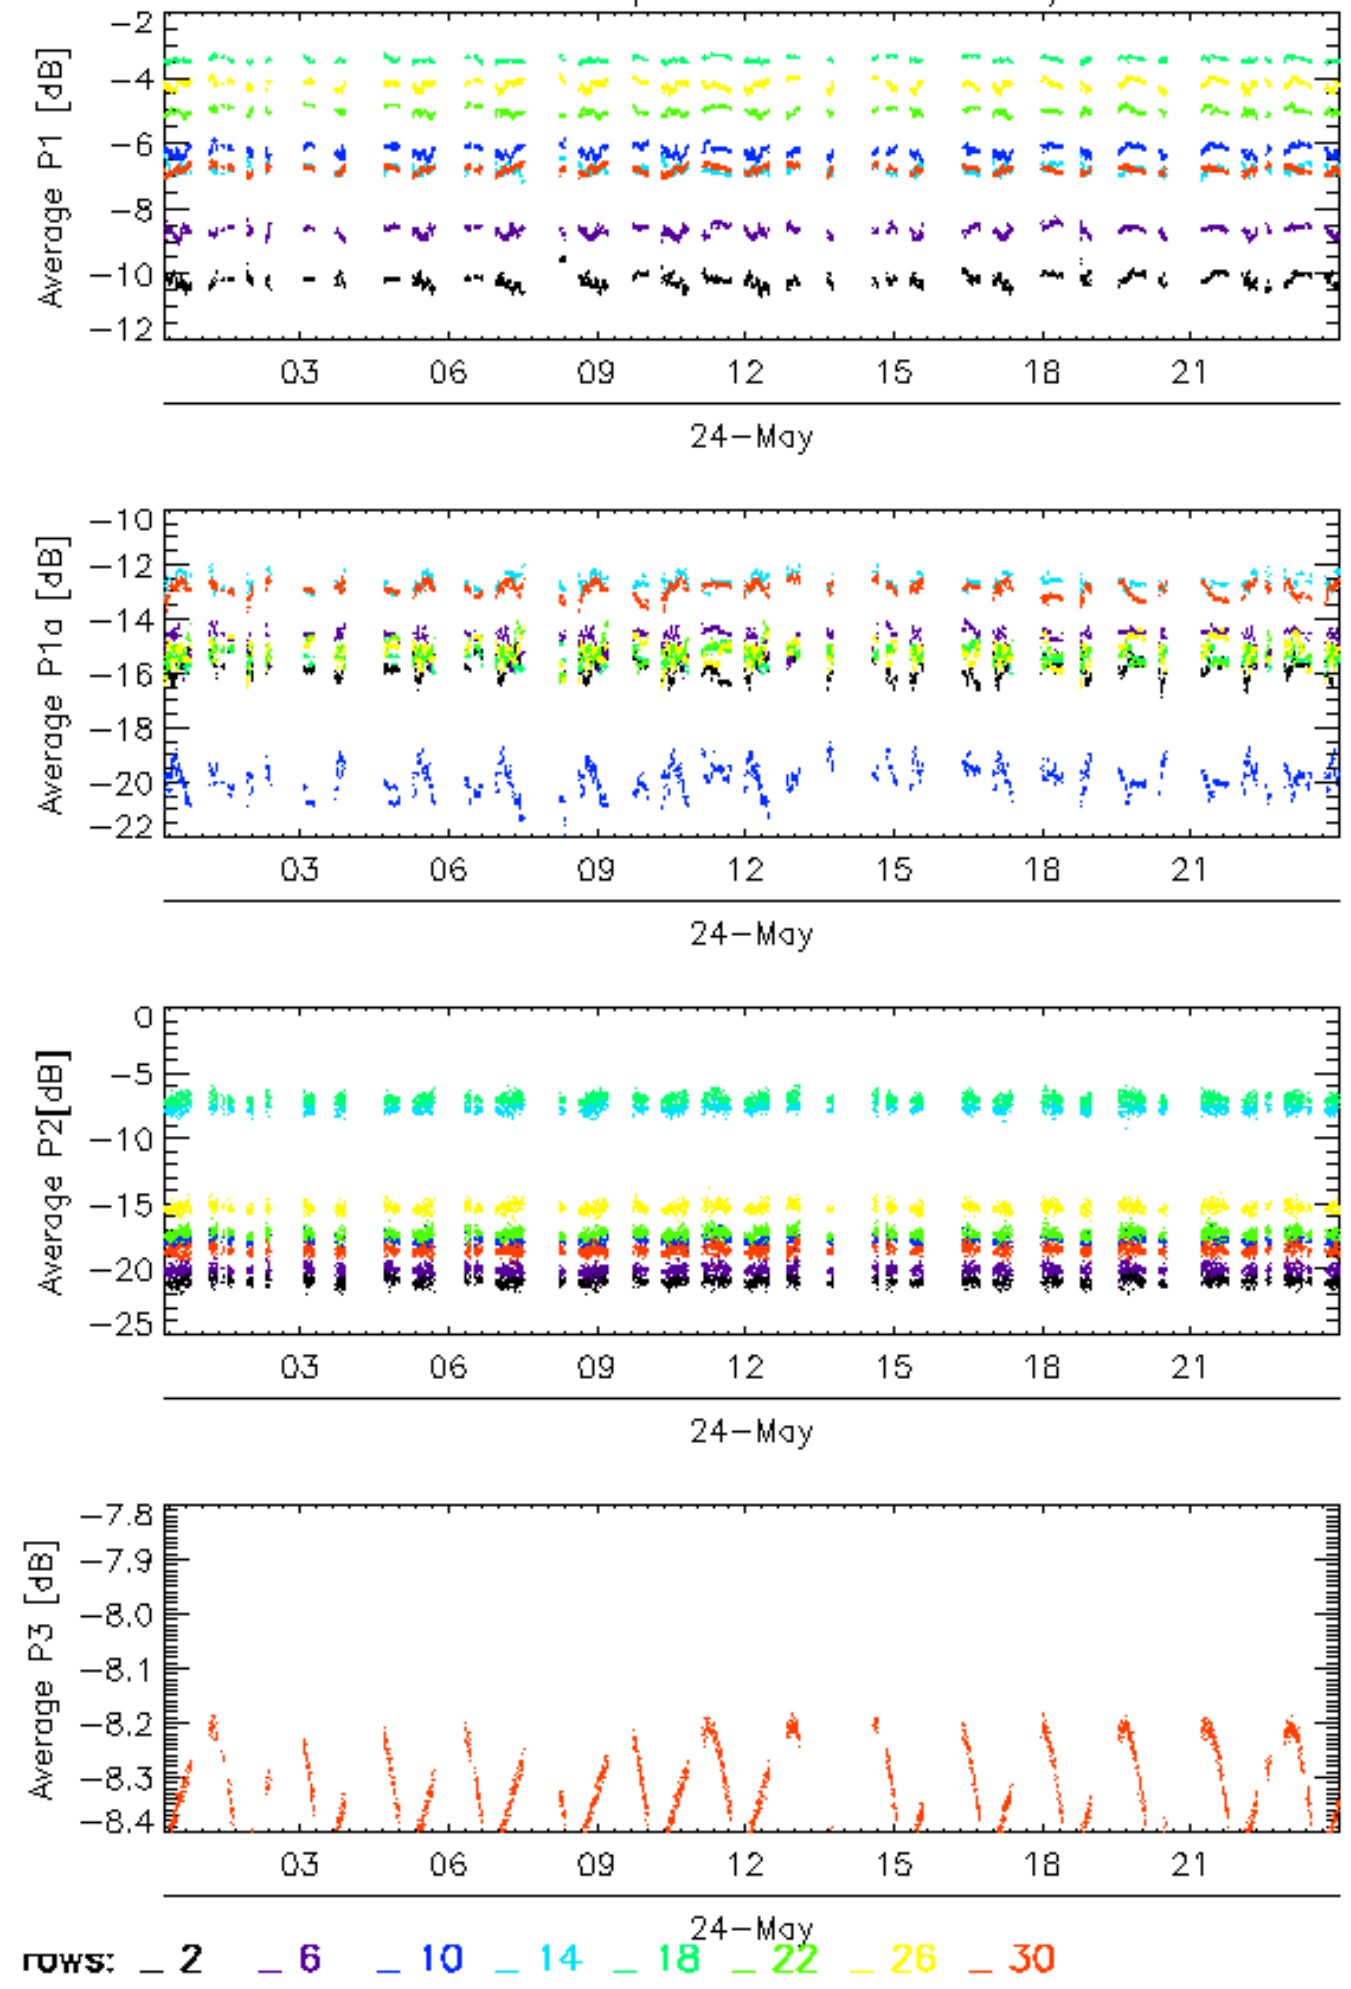 −2
−4
−6
−8
−10
−12
Average P1 [dB]
03 06 09 12 15 18 21
24−May
−10
−12
−14
−16
−18
−20
−22
Average P1a [dB]
03 06 09 12 15 18 21
24−May
0
−5
−10
−15
−20
−25
Average P2[dB]
03 06 09 12 15 18 21
24−May
−7.8
−7.9
−8.0
−8.1
−8.2
−8.3
−8.4
Average P3 [dB]
03 06 09 12 15 18 21
24−May
rows: _ 2 _ 6 _ 10 _ 14 _ 18 _ 22 _ 26 _ 30